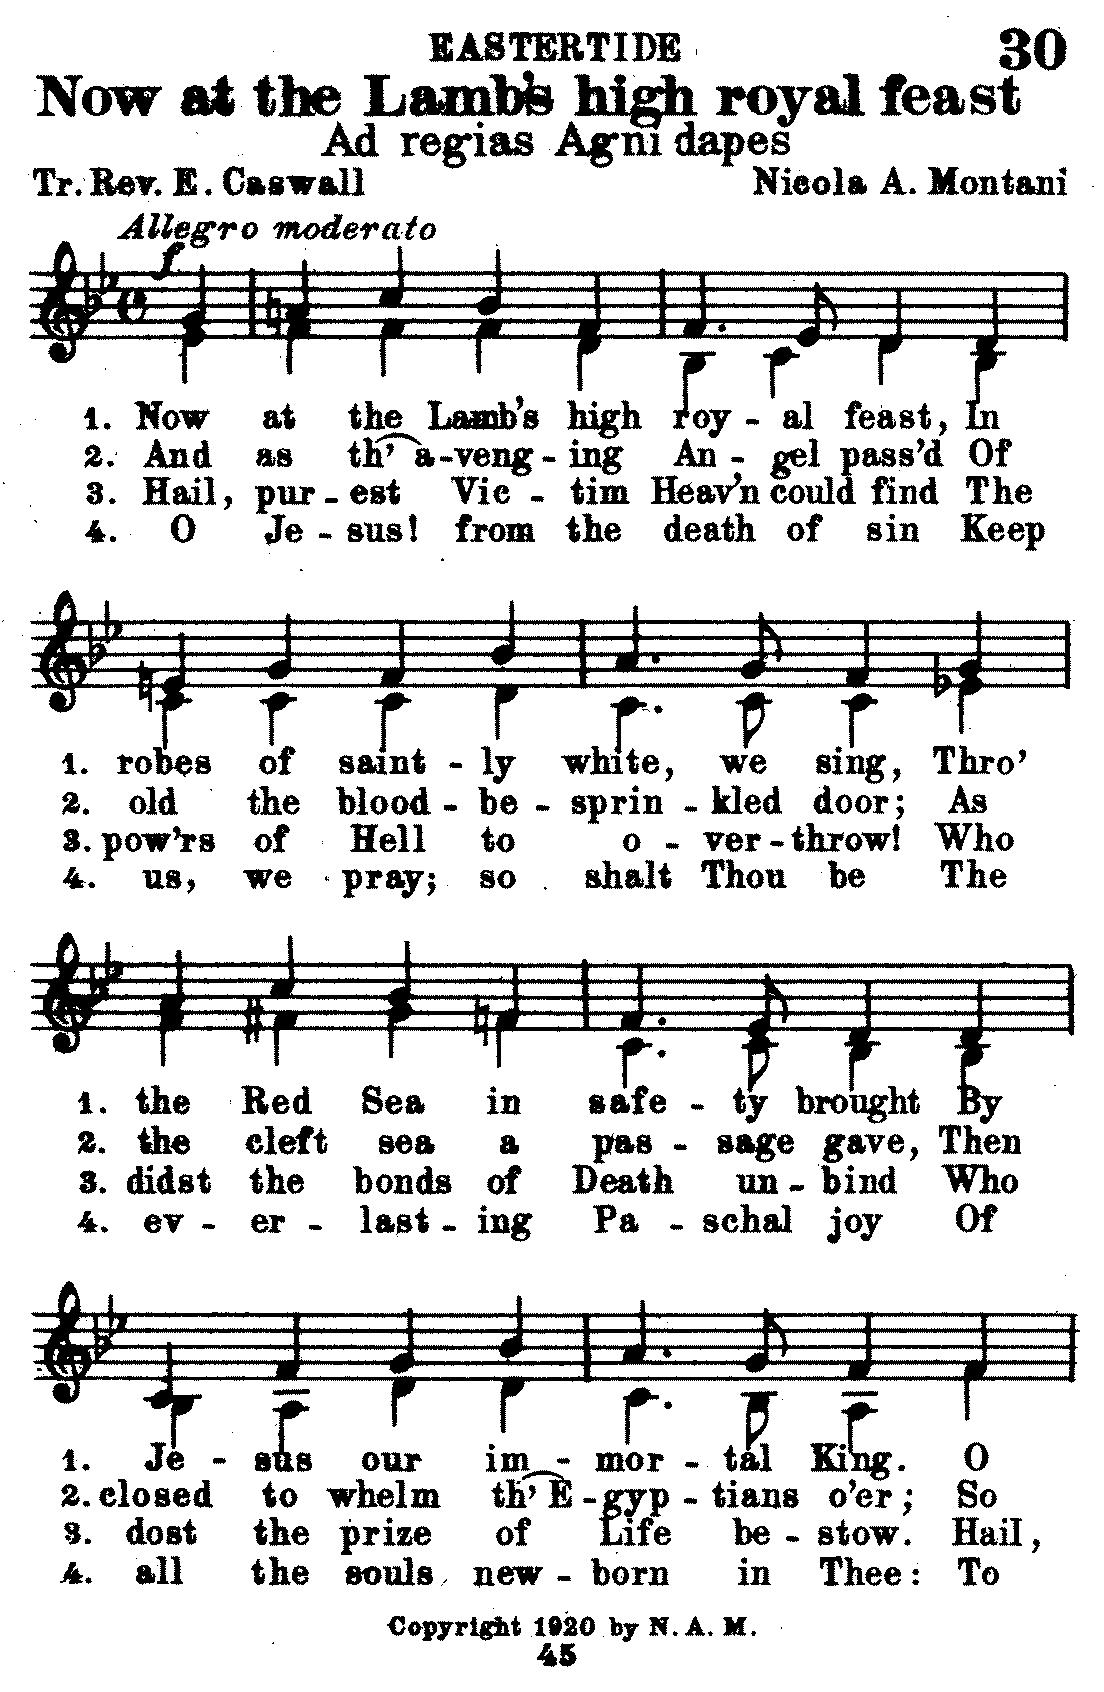 EASTERTIDE 30
Now at the Lamb's high royal feast
Ad regias Agni dapes
Tr. Rev. E. Caswall Nicola A. Montani
Allegro moderato
f
1. Now at the Lamb's high roy - al feast, In
2. And as th' a-veng - ing An - gel pass'd Of
3. Hail, pur - est Vic - tim Heav'n could find The
4. O Je - sus! from the death of sin Keep
1. robes of saint - ly white, we sing, Thro'
2. old the blood - be - sprin - kled door; As
3. pow'rs of Hell to o - ver - throw! Who
4. us, we pray; so shalt Thou be The
1. the Red Sea in safe - ty brought By
2. the cleft sea a pas - sage gave, Then
3. didst the bonds of Death un - bind Who
4. ev - er - last - ing Pa - schal joy Of
1. Je - sus our im - mor - tal King. O
2. closed to whelm th' E - gyp - tians o'er; So
3. dost the prize of Life be - stow. Hail,
4. all the souls new - born in Thee: To
Copyright 1920 by N. A. M.
45